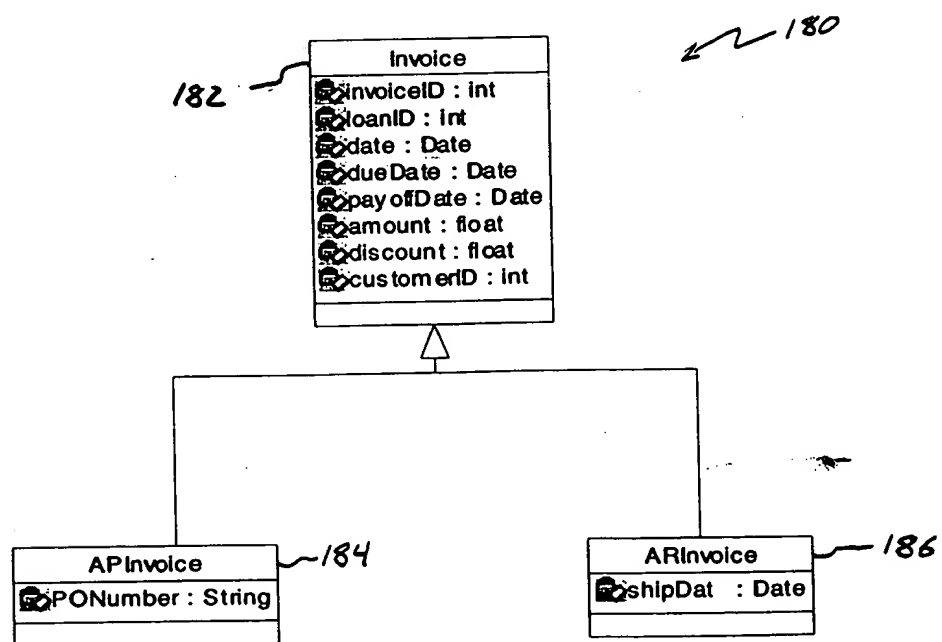 180
Invoice
182
invoiceID : int
loanID : int
date : Date
dueDate : Date
payoffDate : Date
amount : float
discount : float
customerID : int
APInvoice
184
PONumber : String
ARInvoice
186
shipDat : Date